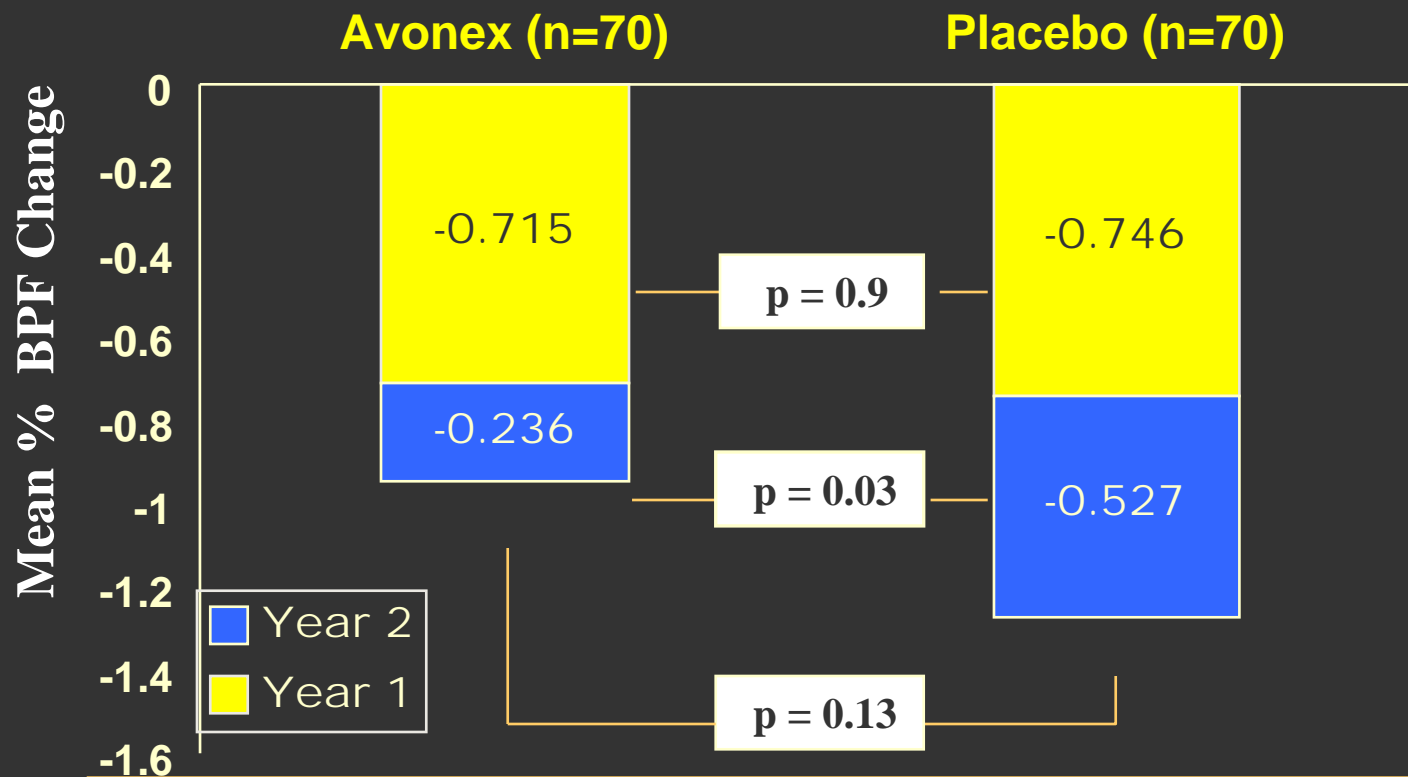 Avonex (n=70)
Placebo (n=70)
Mean % BPF Change
0
-0.2
-0.4
-0.6
-0.8
-1
-1.2
-1.4
-1.6
-0.715
-0.746
p = 0.9
-0.236
p = 0.03
-0.527
Year 2
Year 1
p = 0.13